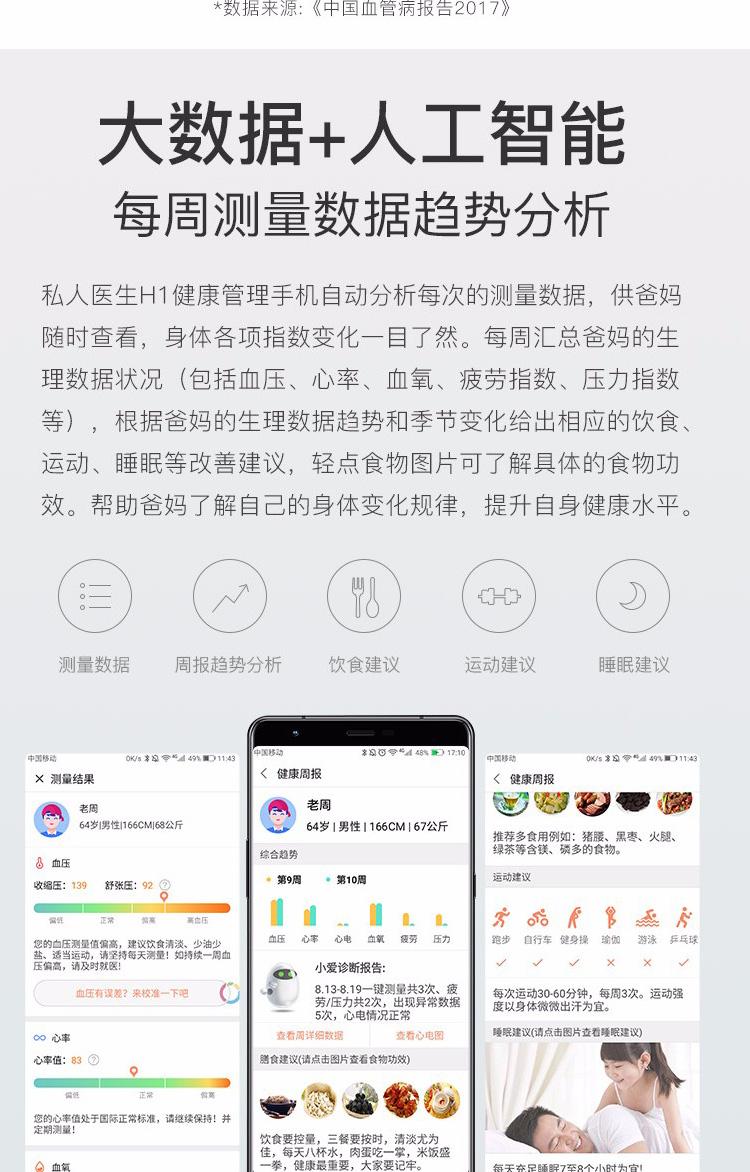 *数据来源:《中国血管病报告2017》
大数据+人工智能
每周测量数据趋势分析
私人医生H1健康管理手机自动分析每次的测量数据，供爸妈
随时查看，身体各项指数变化一目了然。每周汇总爸妈的生
理数据状况（包括血压、心率、血氧、疲劳指数、压力指数
等），根据爸妈的生理数据趋势和季节变化给出相应的饮食、
运动、睡眠等改善建议，轻点食物图片可了解具体的食物功
效。帮助爸妈了解自己的身体变化规律，提升自身健康水平。
测量数据
周报趋势分析
饮食建议
运动建议
睡眠建议
中国移动 0K/s 4G 49% 11:43
× 测量结果
老周
64岁|男性|166CM|68公斤
血压
收缩压：139 舒张压：92 ?
偏低 正常 偏高 高血压
您的血压测量值偏高，建议饮食清淡、少油少
盐、适当运动，请坚持每天测量！如持续一周血
压偏高，请及时就医！
血压有误差？来校准一下吧
心率
心率值：83 ?
偏低 正常 偏高
您的心率值处于国际正常标准，请继续保持！并
定期测量！
血氧
中国移动 4G 48% 17:10
健康周报
老周
64岁 | 男性 | 166CM | 67公斤
综合趋势
第9周 第10周
血压 心率 心电 血氧 疲劳 压力
小爱诊断报告:
8.13-8.19一键测量共3次、疲
劳/压力共2次，出现异常数据
5次，心电情况正常
查看周详细数据 查看心电图
膳食建议(请点击图片查看食物功效)
饮食要控量，三餐要按时，清淡尤为
佳，每天八杯水，肉蛋吃一掌，米饭盛
一拳，健康最重要，大家要记牢。
中国移动 0K/s 4G 49% 11:43
健康周报
推荐多食用例如：猪腰、黑枣、火腿、
绿茶等含镁、磷多的食物。
运动建议
跑步 自行车 健身操 瑜伽 游泳 乒乓球
每次运动30-60分钟，每周3次。运动强
度以身体微微出汗为宜。
睡眠建议(请点击图片查看睡眠建议)
每天充足睡眠7至8个小时为宜！